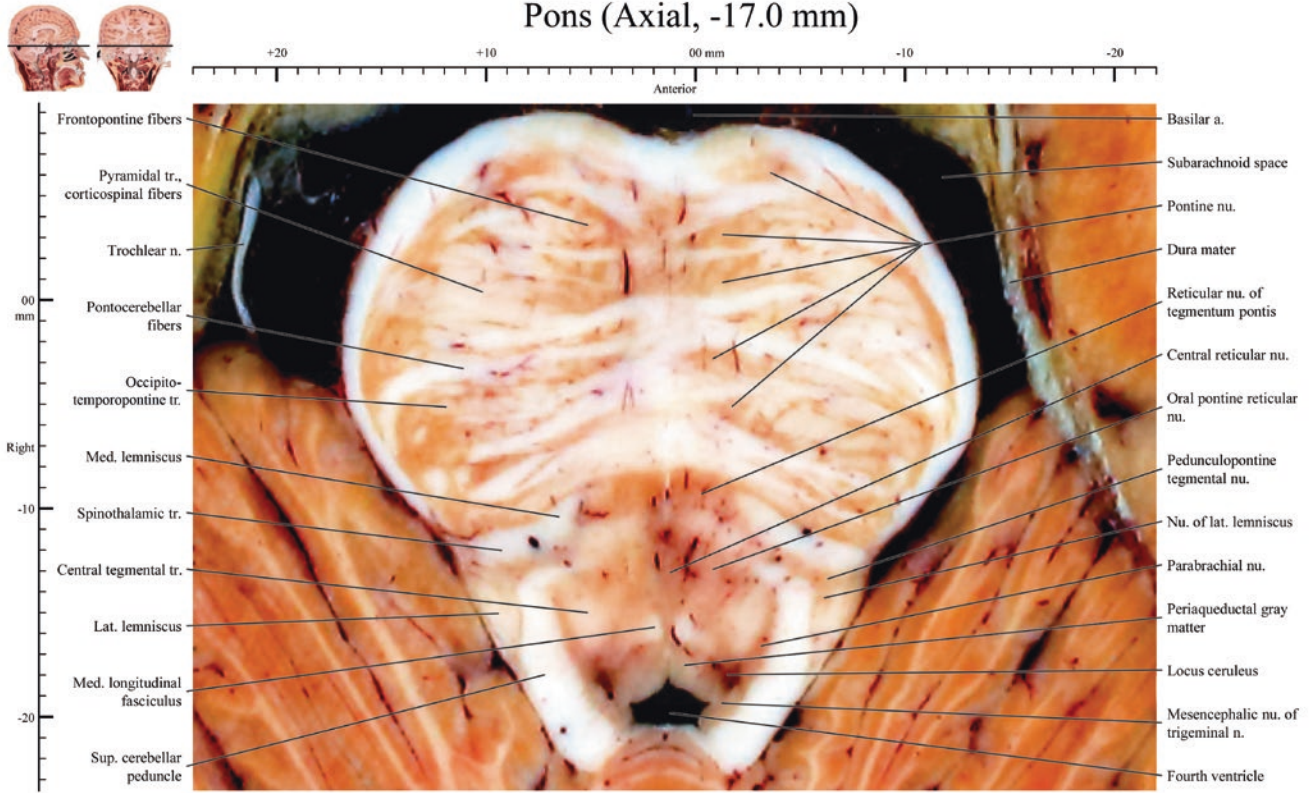 Pons (Axial, -17.0 mm)
+20
+10
00 mm
-10
-20
Anterior
Frontopontine fibers
Pyramidal tr.,
corticospinal fibers
Trochlear n.
00
mm
Pontocerebellar
fibers
Occipito-
temporopontine tr.
Right
Med. lemniscus
-10
Spinothalamic tr.
Central tegmental tr.
Lat. lemniscus
Med. longitudinal
fasciculus
-20
Sup. cerebellar
peduncle
Basilar a.
Subarachnoid space
Pontine nu.
Dura mater
Reticular nu. of
tegmentum pontis
Central reticular nu.
Oral pontine reticular
nu.
Pedunculopontine
tegmental nu.
Nu. of lat. lemniscus
Parabrachial nu.
Periaqueductal gray
matter
Locus ceruleus
Mesencephalic nu. of
trigeminal n.
Fourth ventricle